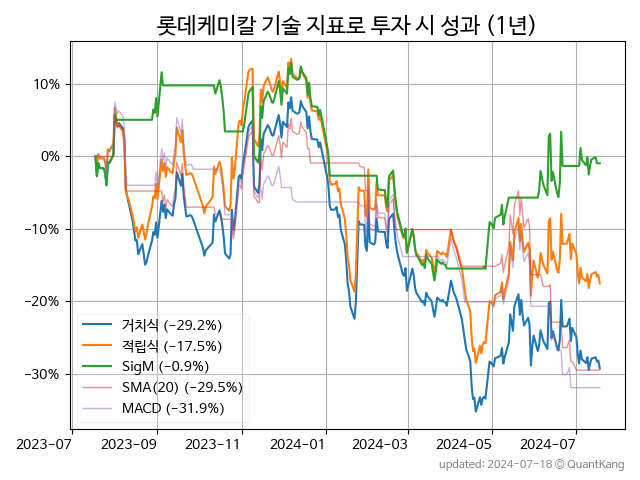 롯데케미칼 기술 지표로 투자 시 성과 (1년)
10%
0%
−10%
−20%
−30%
거치식 (−29.2%)
적립식 (−17.5%)
SigM (−0.9%)
SMA(20) (−29.5%)
MACD (−31.9%)
2023−07
2023−09
2023−11
2024−01
2024−03
2024−05
2024−07
updated: 2024−07−18 © QuantKang